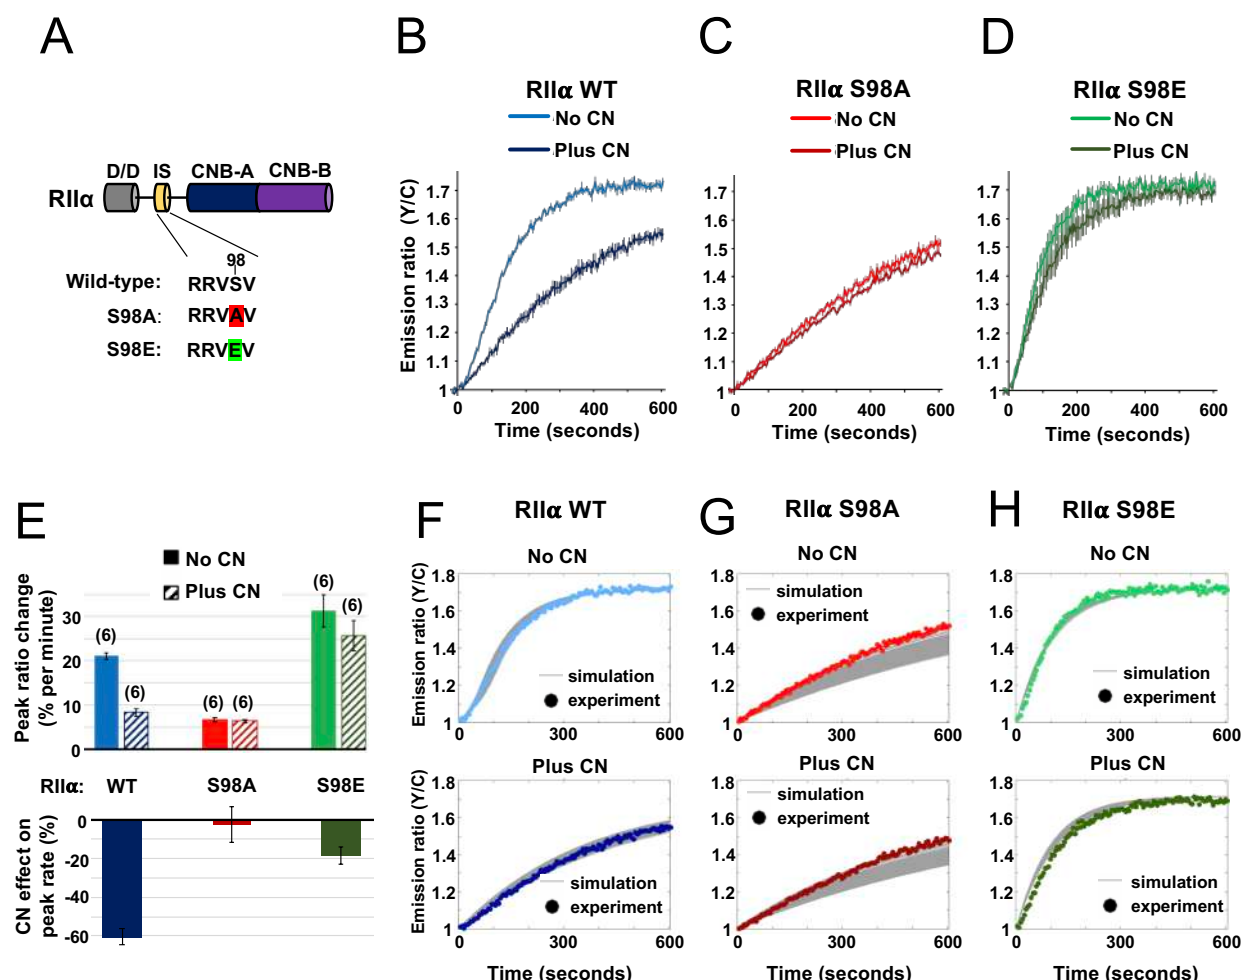 A
D/D IS CNB-A CNB-B
RIIα
98
Wild-type: RRVSV
S98A: RRVAV
S98E: RRVEV
B
RIIα WT
No CN
Plus CN
Emission ratio (Y/C)
1.7
1.6
1.5
1.4
1.3
1.2
1.1
1
0 200 400 600
Time (seconds)
C
RIIα S98A
No CN
Plus CN
1.7
1.6
1.5
1.4
1.3
1.2
1.1
1
0 200 400 600
Time (seconds)
D
RIIα S98E
No CN
Plus CN
1.7
1.6
1.5
1.4
1.3
1.2
1.1
1
0 200 400 600
Time (seconds)
E
No CN
Plus CN
Peak ratio change
(% per minute)
30
20
10
0
(6) (6) (6) (6) (6) (6)
RIIα: WT S98A S98E
CN effect on
peak rate (%)
0
-20
-40
-60
F
RIIα WT
No CN
Emission ratio (Y/C)
1.8
1.6
1.4
1.2
1
0 300 600
simulation
experiment
Plus CN
Emission ratio (Y/C)
1.8
1.6
1.4
1.2
1
0 300 600
simulation
experiment
Time (seconds)
G
RIIα S98A
No CN
1.8
1.6
1.4
1.2
1
0 300 600
simulation
experiment
Plus CN
1.8
1.6
1.4
1.2
1
0 300 600
simulation
experiment
Time (seconds)
H
RIIα S98E
No CN
1.8
1.6
1.4
1.2
1
0 300 600
simulation
experiment
Plus CN
1.8
1.6
1.4
1.2
1
0 300 600
simulation
experiment
Time (seconds)